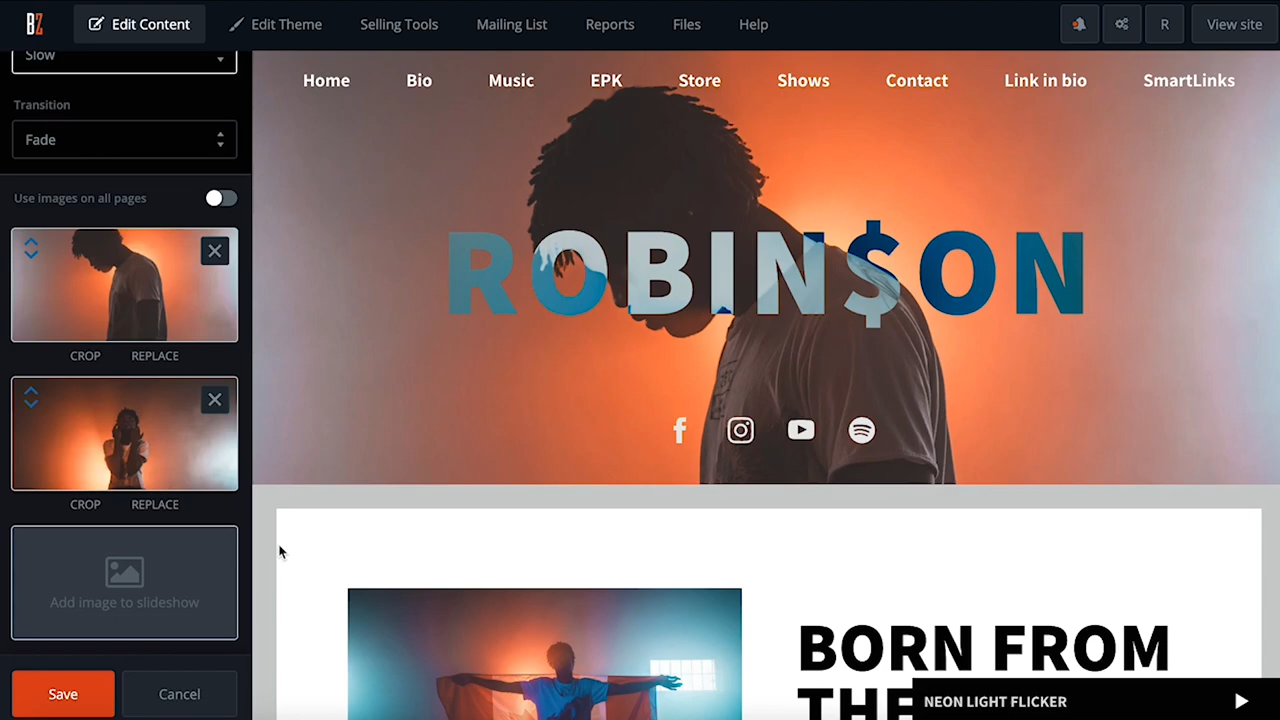 BZ
Edit Content
Edit Theme
Selling Tools
Mailing List
Reports
Files
Help
R
View site
Slow
Transition
Fade
Use images on all pages
CROP REPLACE
CROP REPLACE
Add image to slideshow
Save
Cancel
Home Bio Music EPK Store Shows Contact Link in bio SmartLinks
ROBIN$ON
BORN FROM
THE
NEON LIGHT FLICKER